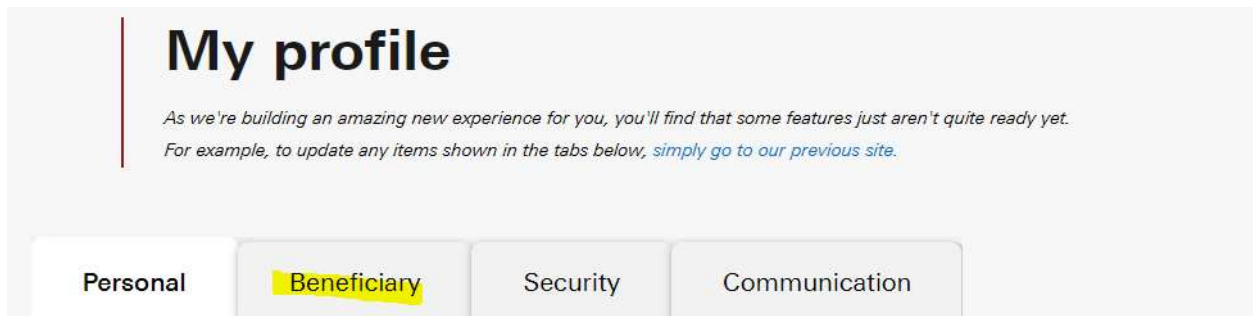 My profile
As we're building an amazing new experience for you, you'll find that some features just aren't quite ready yet.
For example, to update any items shown in the tabs below, simply go to our previous site.
Personal Beneficiary Security Communication